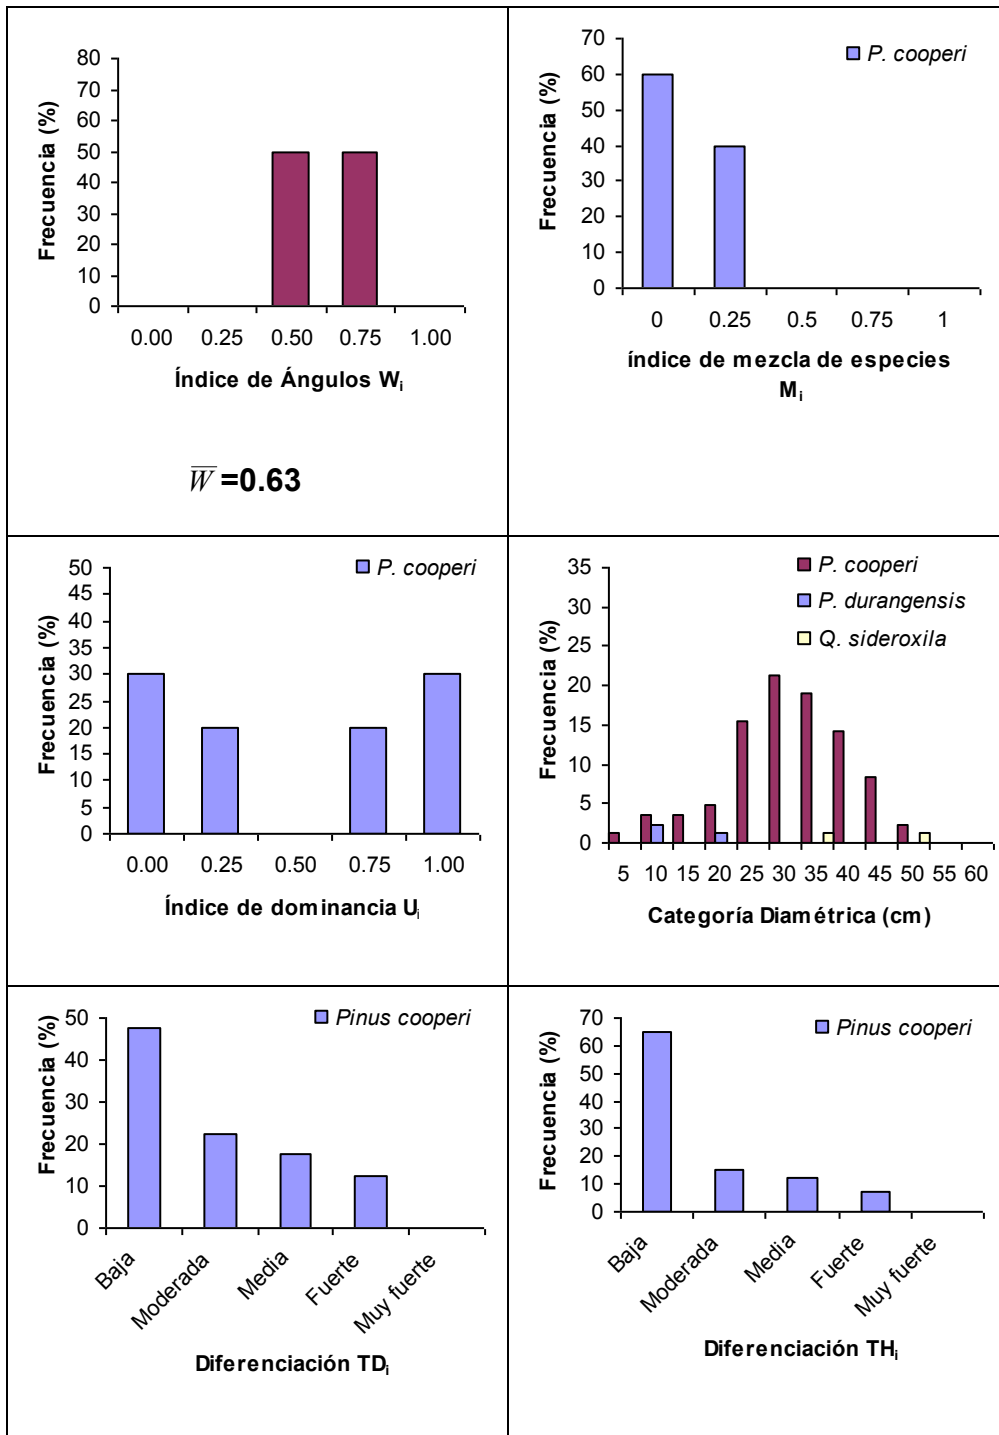 Frecuencia (%)
80
70
60
50
40
30
20
10
0
0.00 0.25 0.50 0.75 1.00
Índice de Ángulos Wi
W =0.63
Frecuencia (%)
70
60
50
40
30
20
10
0
P. cooperi
0 0.25 0.5 0.75 1
índice de mezcla de especies
Mi
Frecuencia (%)
50
45
40
35
30
25
20
15
10
5
0
P. cooperi
0.00 0.25 0.50 0.75 1.00
Índice de dominancia Ui
Frecuencia (%)
35
30
25
20
15
10
5
0
P. cooperi
P. durangensis
Q. sideroxila
5 10 15 20 25 30 35 40 45 50 55 60
Categoría Diamétrica (cm)
Frecuencia (%)
50
40
30
20
10
0
Pinus cooperi
Baja
Moderada
Media
Fuerte
Muy fuerte
Diferenciación TDi
Frecuencia (%)
70
60
50
40
30
20
10
0
Pinus cooperi
Baja
Moderada
Media
Fuerte
Muy fuerte
Diferenciación THi